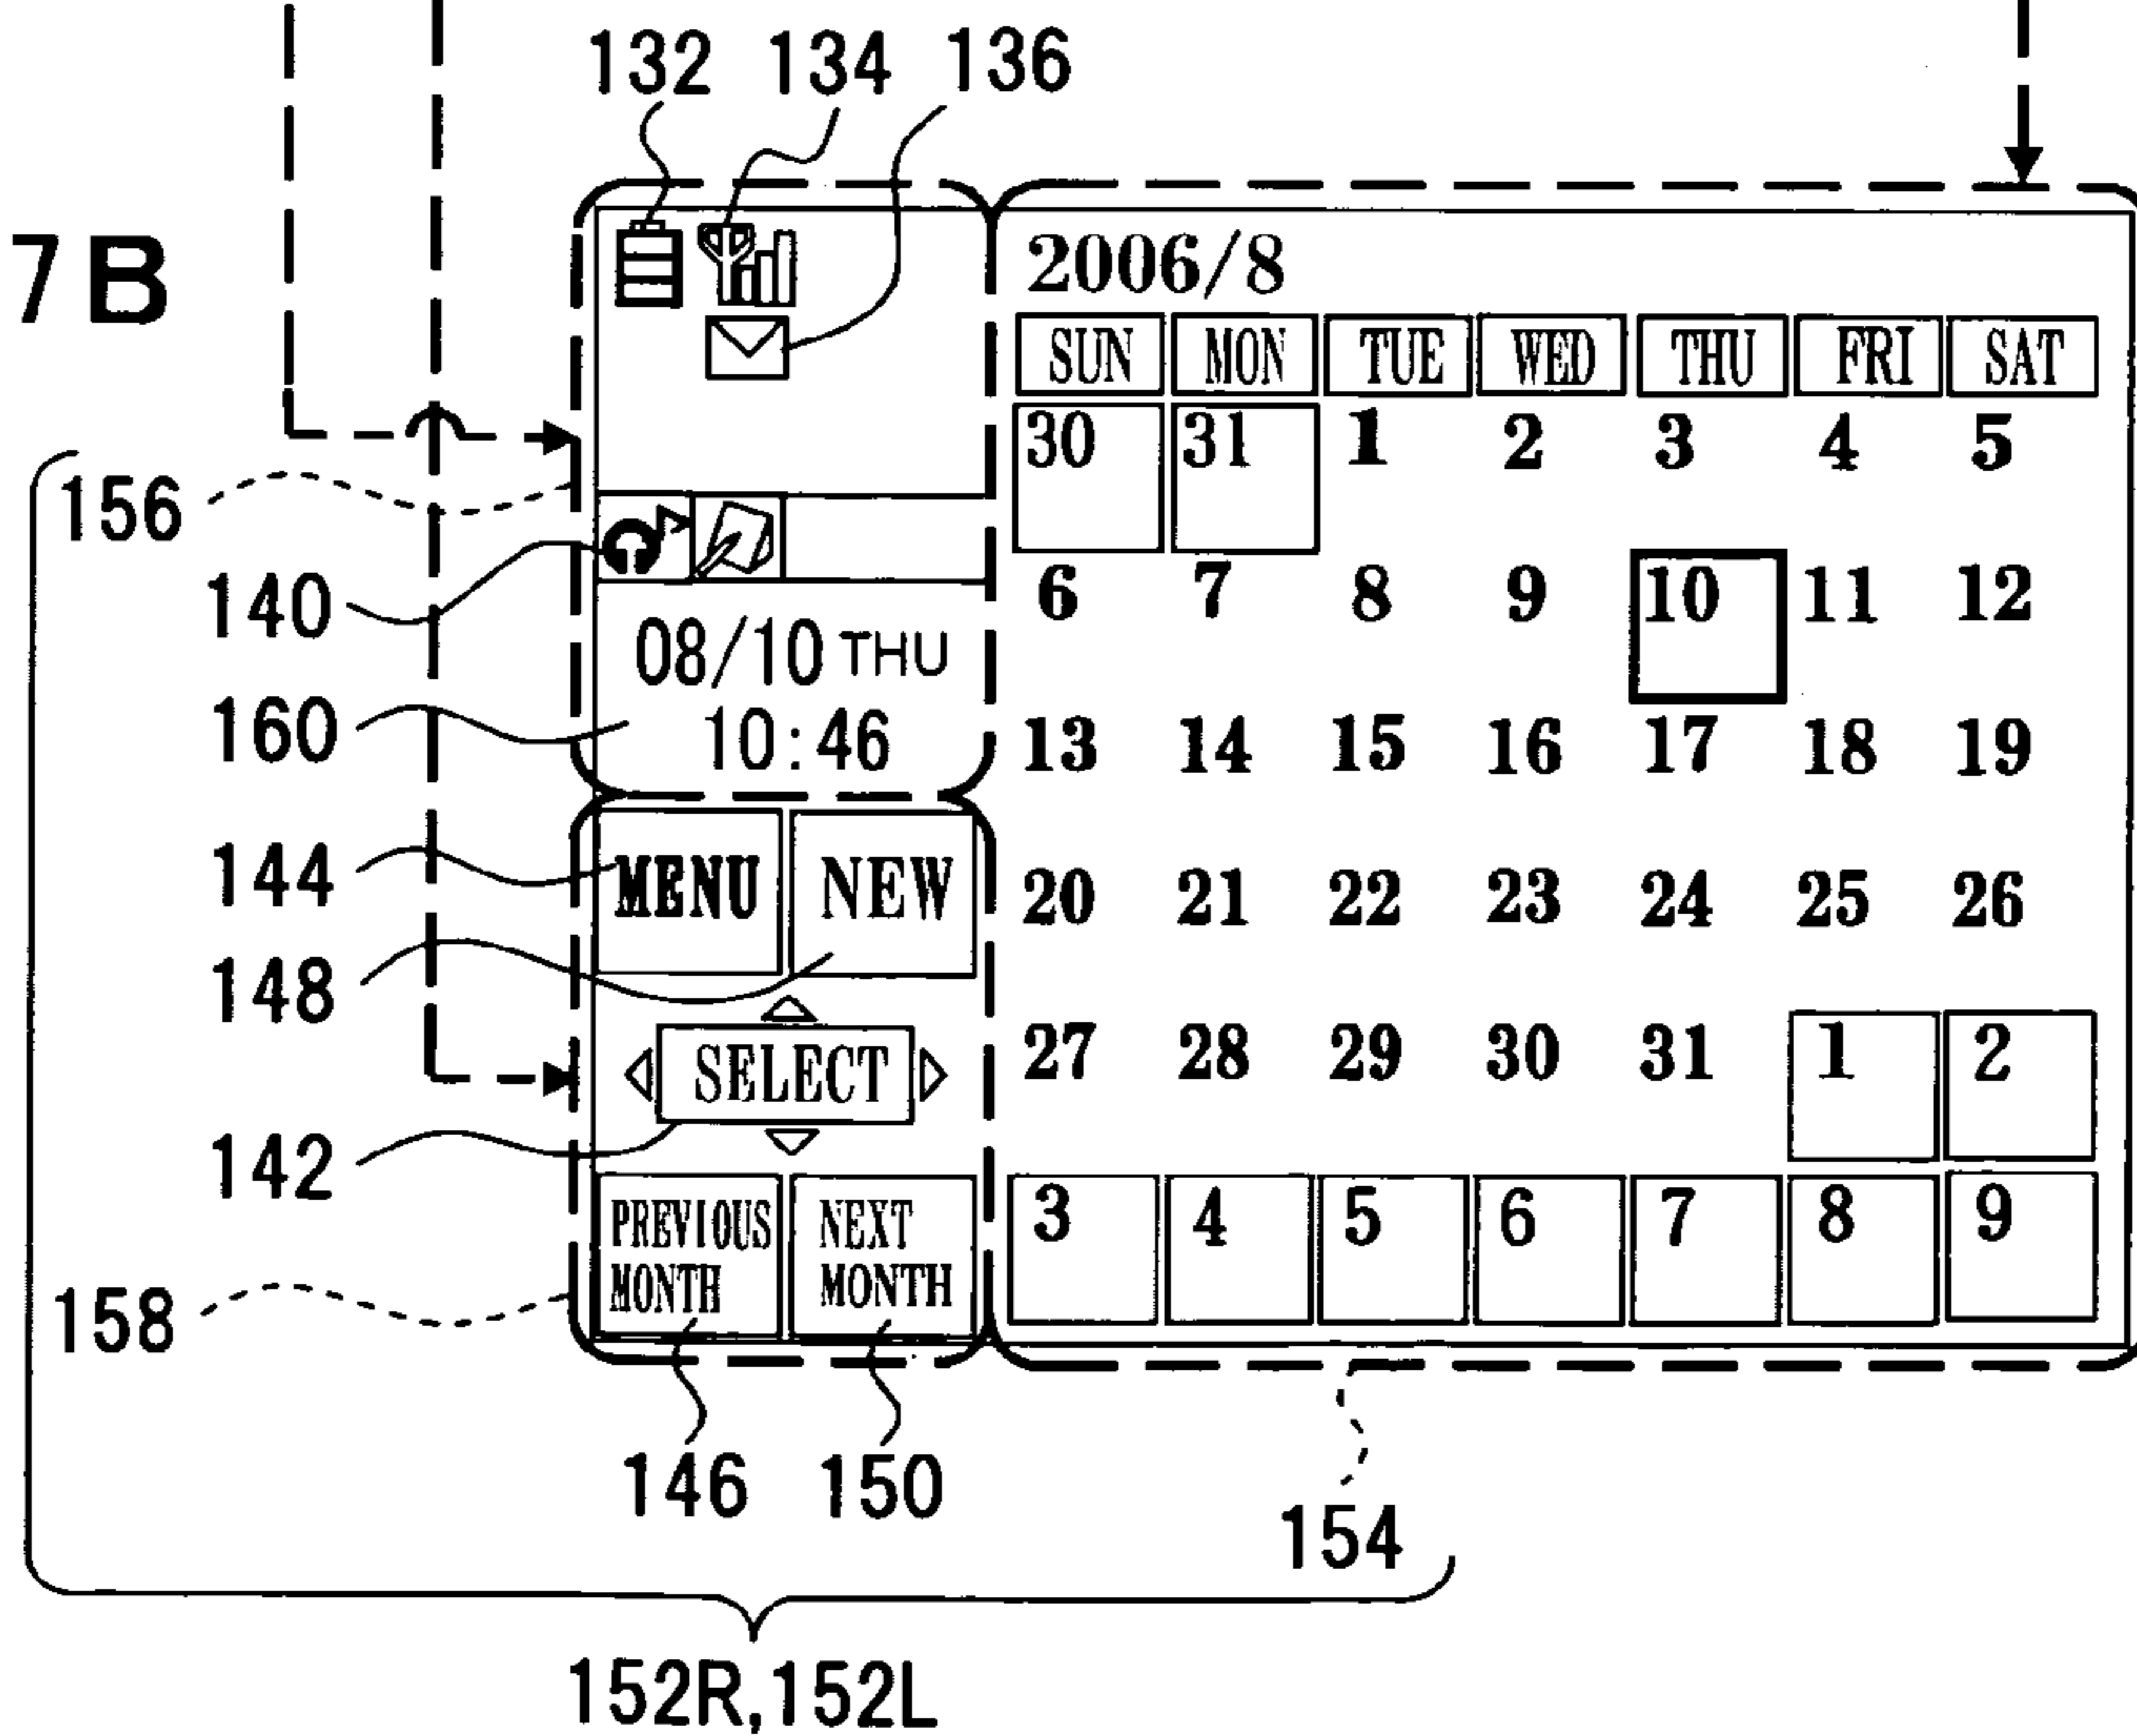 132 134 136
7B
2006/8
SUN MON TUE WED THU FRI SAT
30 31 1 2 3 4 5
156
140
6 7 8 9 10 11 12
08/10 THU
160
10:46
13 14 15 16 17 18 19
144
MENU NEW
20 21 22 23 24 25 26
148
SELECT
27 28 29 30 31 1 2
142
PREVIOUS MONTH
NEXT MONTH
3 4 5 6 7 8 9
158
146 150
154
152R,152L